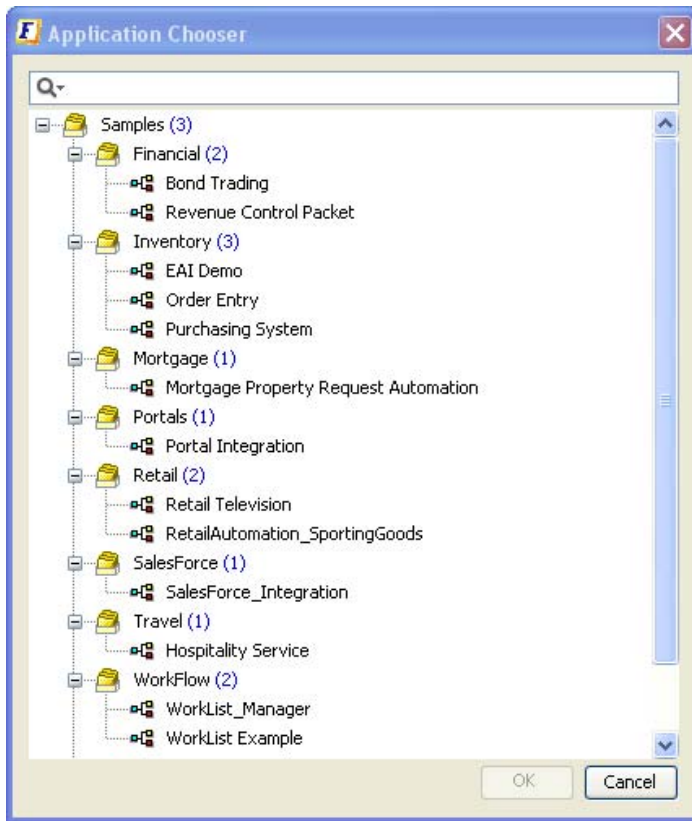 F Application Chooser
Samples (3)
Financial (2)
Bond Trading
Revenue Control Packet
Inventory (3)
EAI Demo
Order Entry
Purchasing System
Mortgage (1)
Mortgage Property Request Automation
Portals (1)
Portal Integration
Retail (2)
Retail Television
RetailAutomation_SportingGoods
SalesForce (1)
SalesForce_Integration
Travel (1)
Hospitality Service
WorkFlow (2)
WorkList_Manager
WorkList Example
OK Cancel